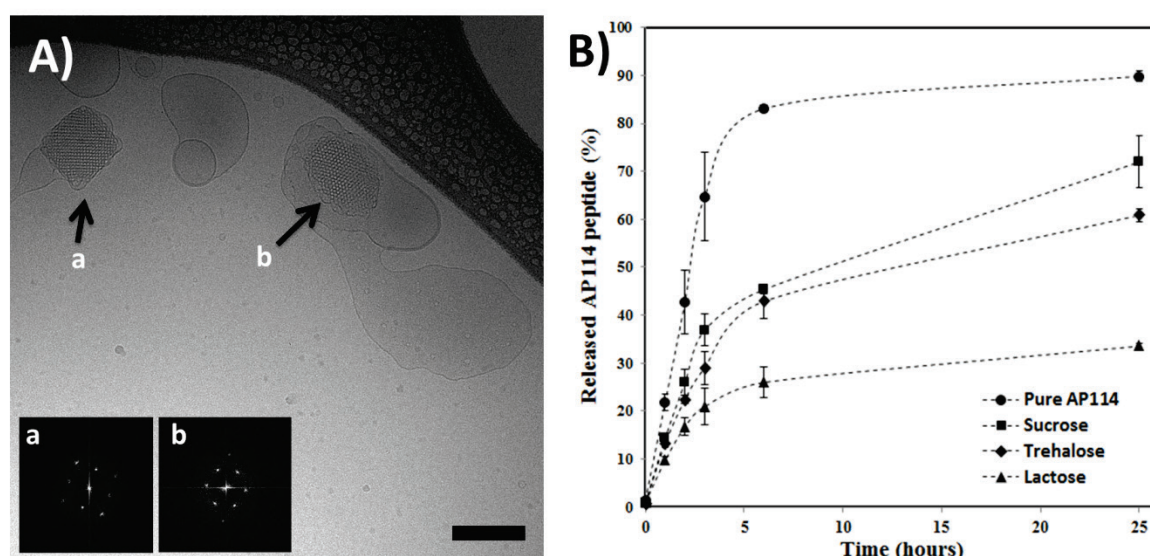 A)
a
b
a
b
B)
Released AP114 peptide (%)
100
90
80
70
60
50
40
30
20
10
0
Pure AP114
Sucrose
Trehalose
Lactose
0
5
10
15
20
25
Time (hours)